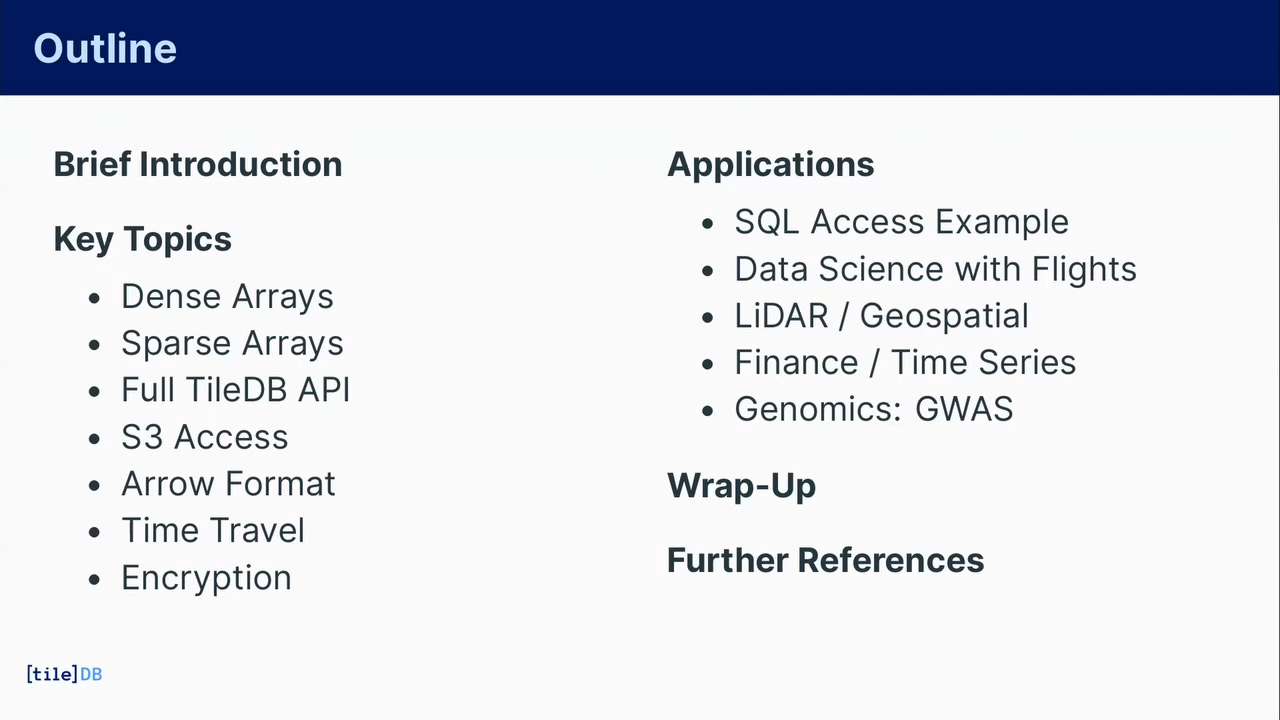 Outline
Brief Introduction
Key Topics
• Dense Arrays
• Sparse Arrays
• Full TileDB API
• S3 Access
• Arrow Format
• Time Travel
• Encryption
Applications
• SQL Access Example
• Data Science with Flights
• LiDAR / Geospatial
• Finance / Time Series
• Genomics: GWAS
Wrap-Up
Further References
[tile]DB